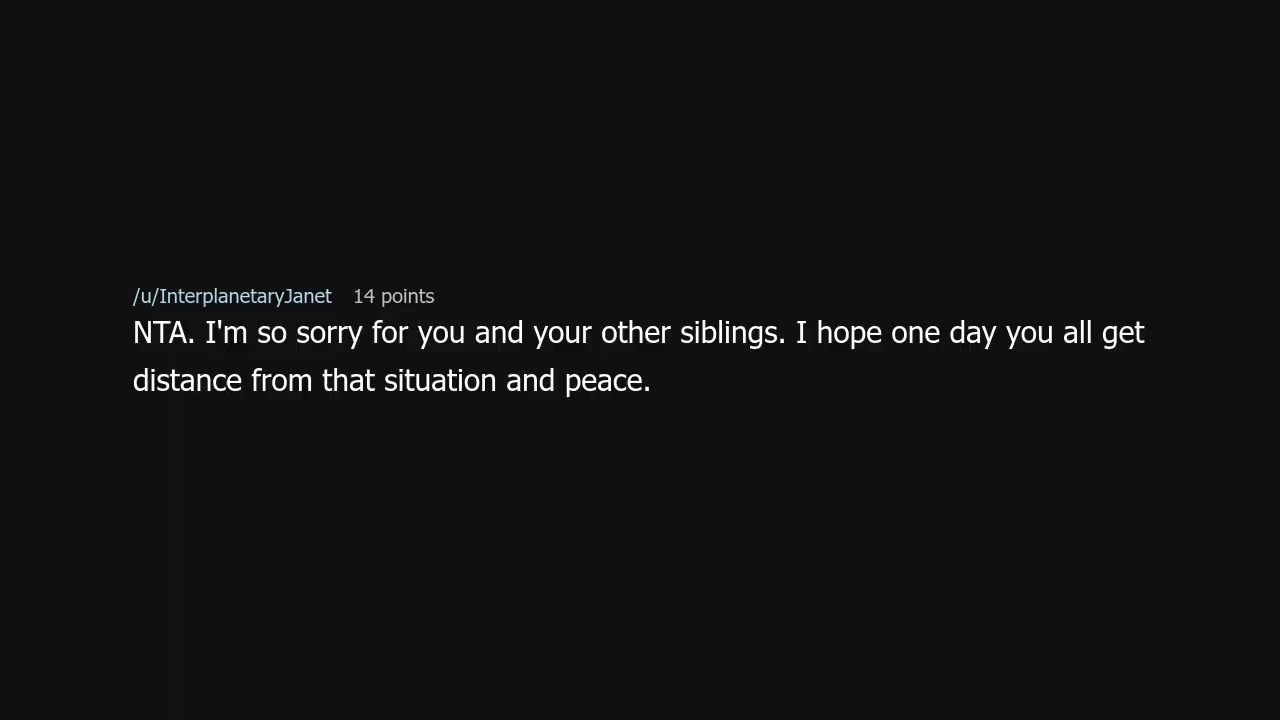 /u/InterplanetaryJanet 14 points
NTA. I'm so sorry for you and your other siblings. I hope one day you all get
distance from that situation and peace.